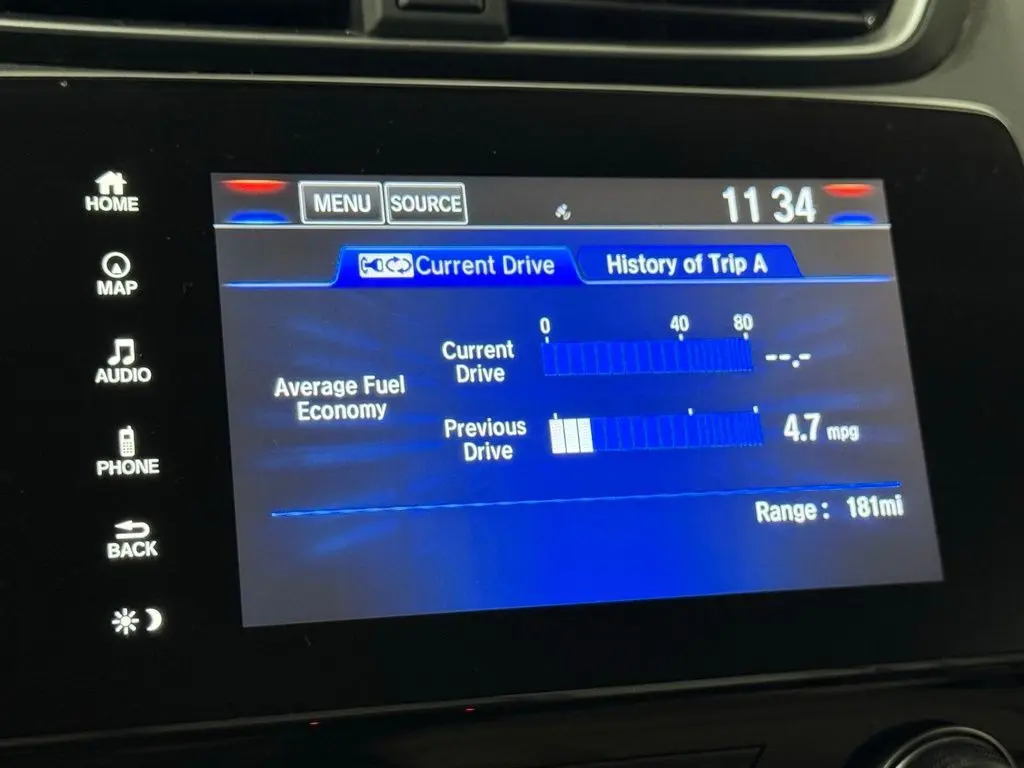 HOME
MAP
AUDIO
PHONE
BACK
MENU SOURCE 11 34
Current Drive History of Trip A
0 40 80
Current
Drive
--.-
Average Fuel
Economy
Previous
Drive
4.7 mpg
Range : 181mi